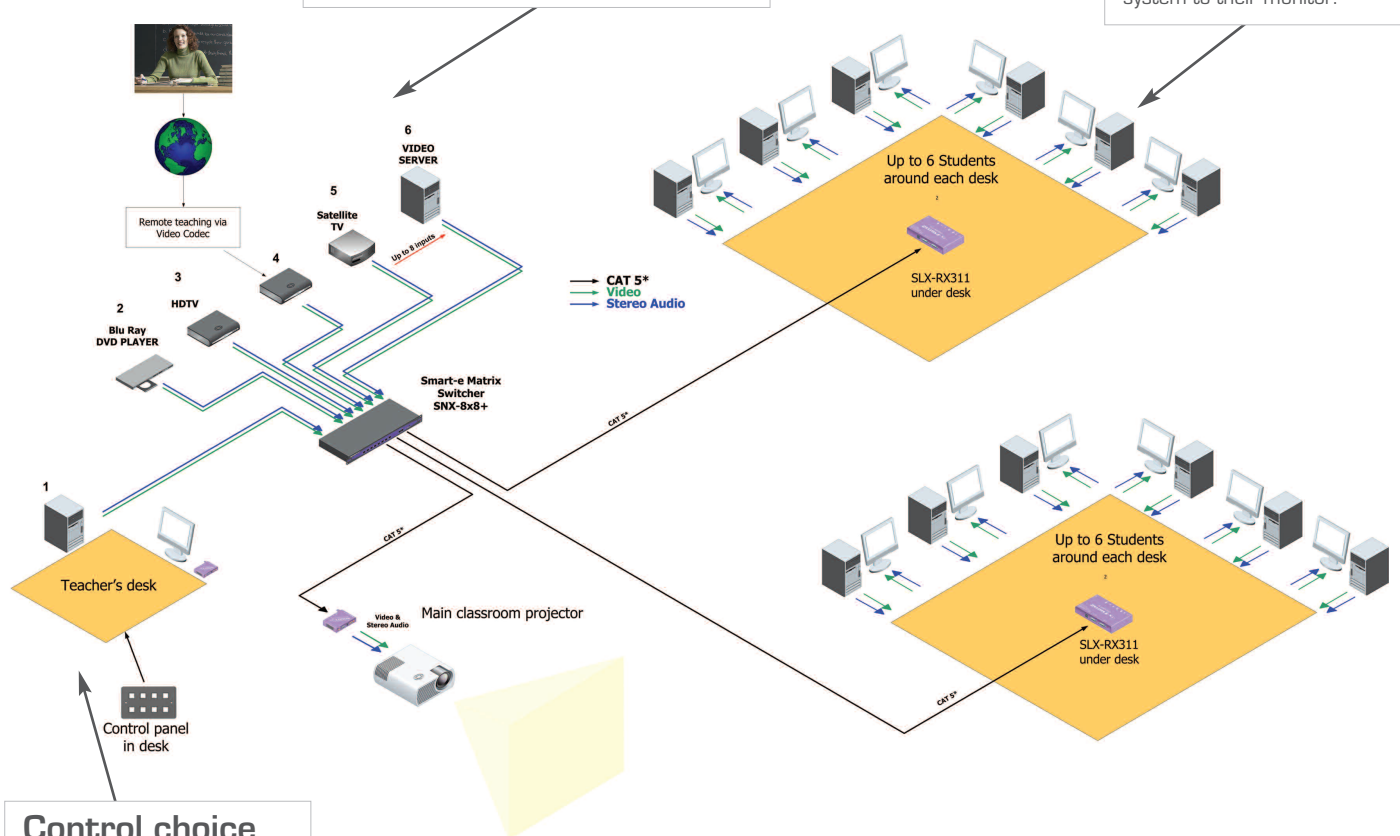 system to their monitor.
6
VIDEO
SERVER
5
Satellite
TV
Up to 8 inputs
Remote teaching via
Video Codec
4
3
HDTV
2
Blu Ray
DVD PLAYER
CAT 5*
Video
Stereo Audio
Up to 6 Students
around each desk
2
SLX-RX311
under desk
Smart-e Matrix
Switcher
SNX-8x8+
CAT 5*
1
CAT 5*
Teacher's desk
Video &
Stereo Audio
Main classroom projector
Up to 6 Students
around each desk
2
SLX-RX311
under desk
CAT 5*
Control panel
in desk
Control choice